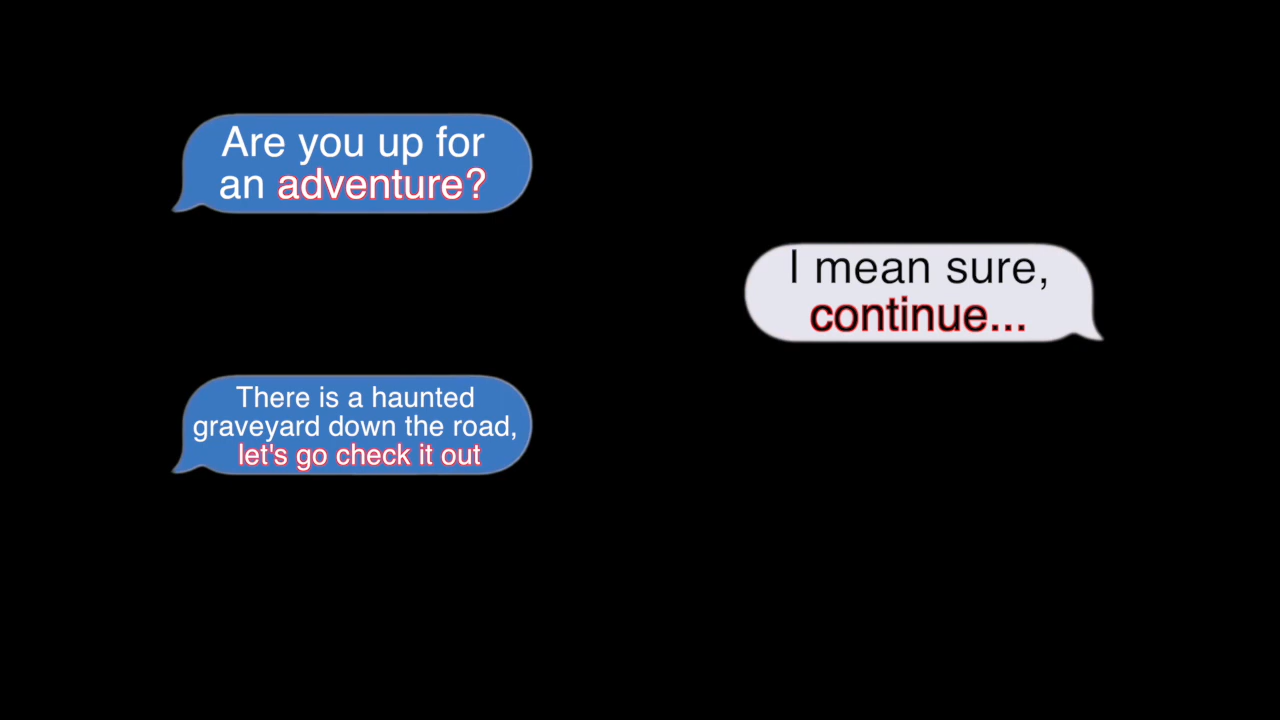 Are you up for
an adventure?
I mean sure,
continue...
There is a haunted
graveyard down the road,
let's go check it out